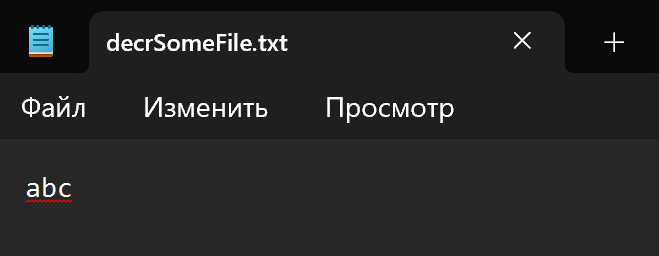 decrSomeFile.txt
Файл Изменить Просмотр
abc